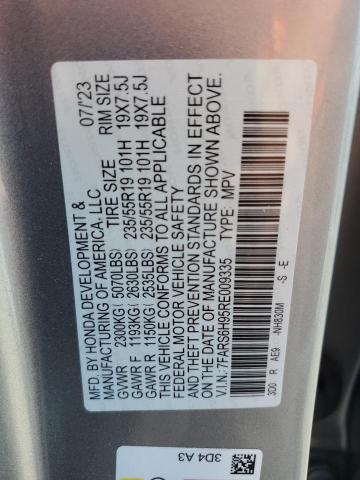 MFD. BY HONDA DEVELOPMENT & 07/'23
MANUFACTURING OF AMERICA, LLC
TIRE SIZE RIM SIZE
GVWR 2300KG ( 5070LBS)
GAWR F 1193KG ( 2630LBS) 235/55R19 101H 19X7.5J
GAWR R 1150KG ( 2535LBS) 235/55R19 101H 19X7.5J
THIS VEHICLE CONFORMS TO ALL APPLICABLE
FEDERAL MOTOR VEHICLE SAFETY
AND THEFT PREVENTION STANDARDS IN EFFECT
ON THE DATE OF MANUFACTURE SHOWN ABOVE.
V.I.N.: 7FARS6H95RE009335 TYPE: MPV
3D0 R AE9 -NH830M -S -E
3D4 A3